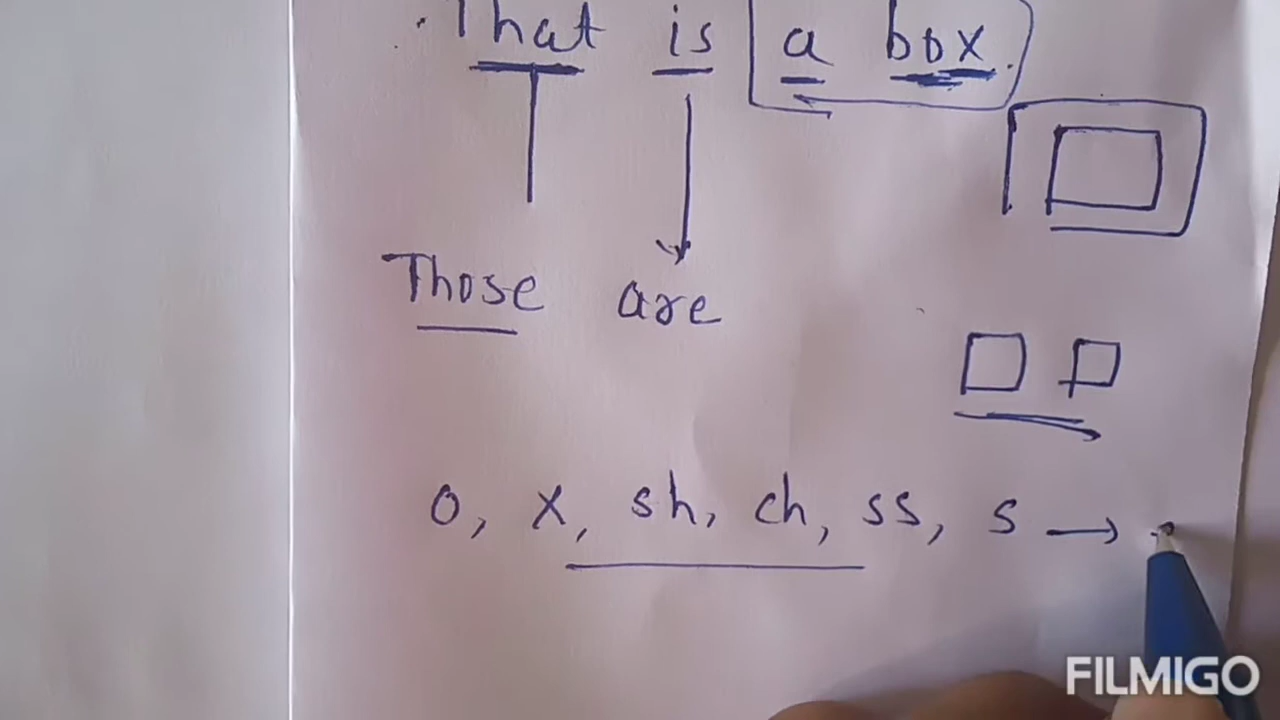 That is a box.
Those are
o, x, sh, ch, ss, s →
FILMIGO